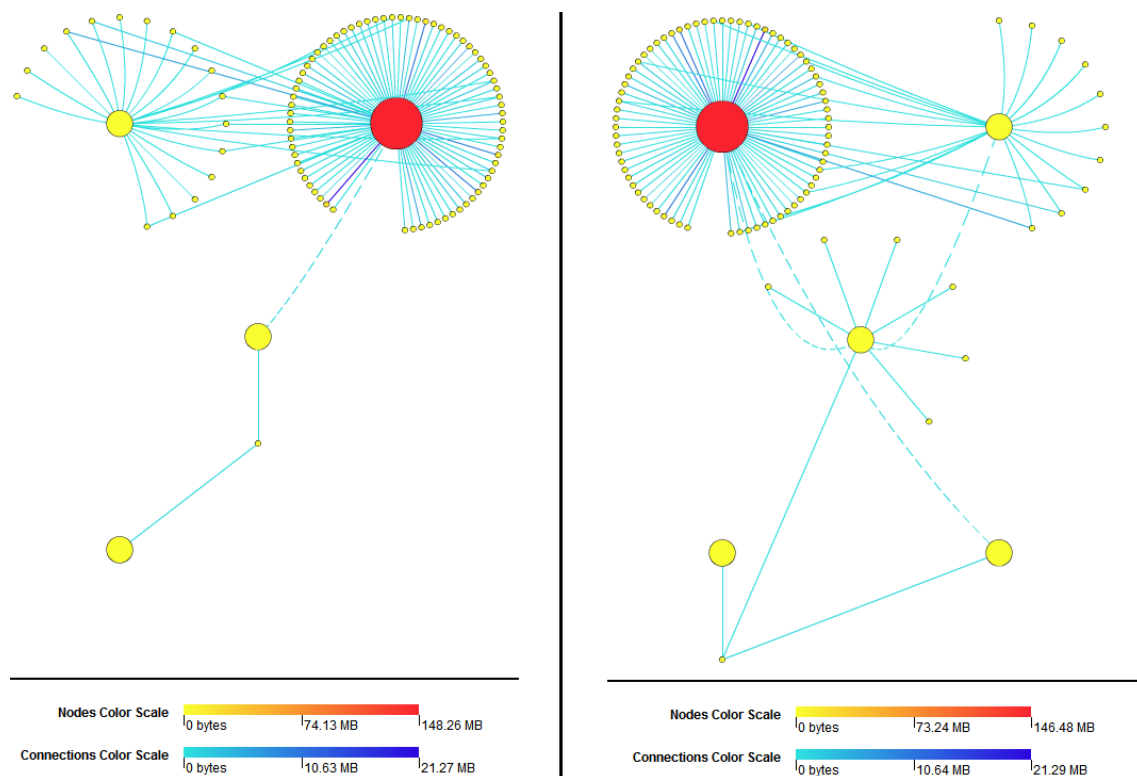 Nodes Color Scale
0 bytes 74.13 MB 148.26 MB
Connections Color Scale
0 bytes 10.63 MB 21.27 MB
Nodes Color Scale
0 bytes 73.24 MB 146.48 MB
Connections Color Scale
0 bytes 10.64 MB 21.29 MB